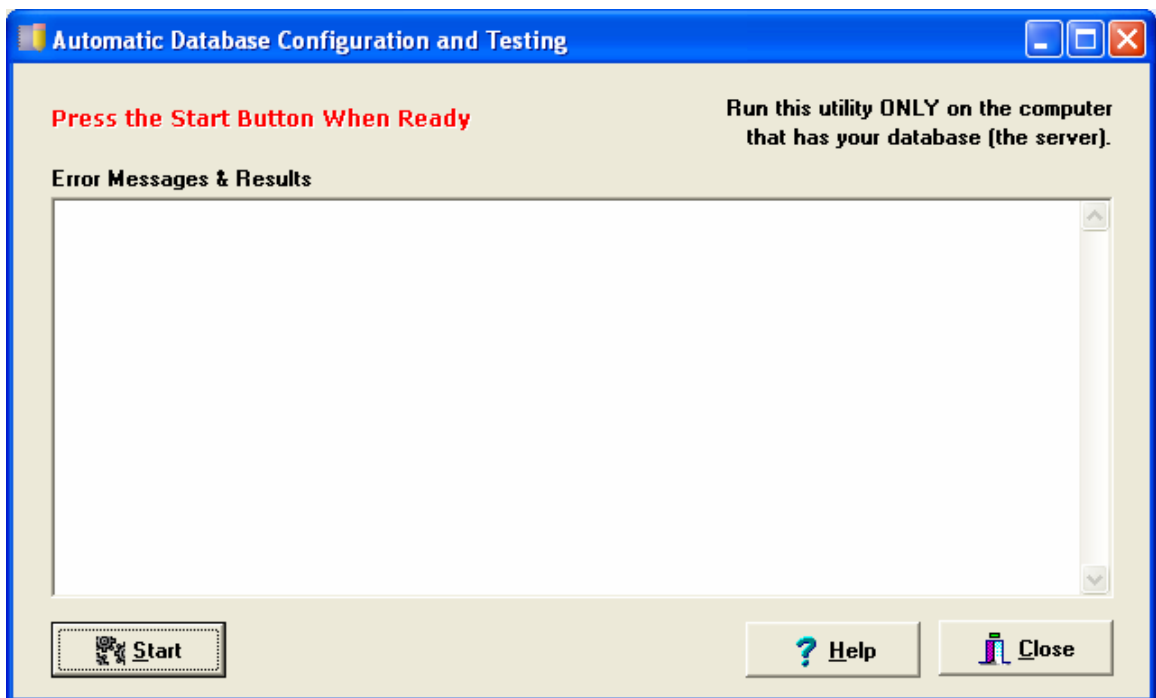 Automatic Database Configuration and Testing
Press the Start Button When Ready
Run this utility ONLY on the computer
that has your database (the server).
Error Messages & Results
Start
Help
Close